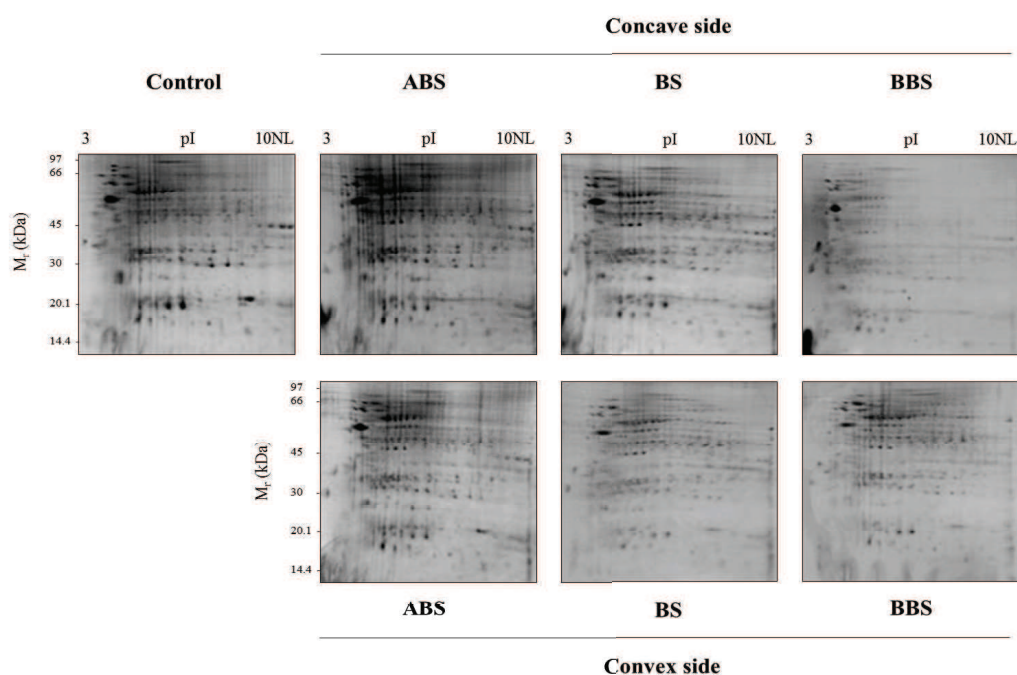 Concave side
Control ABS BS BBS
3 pI 10NL 3 pI 10NL 3 pI 10NL 3 pI 10NL
97
66
45
30
20.1
14.4
Mr (kDa)
97
66
45
30
20.1
14.4
Mr (kDa)
ABS BS BBS
Convex side